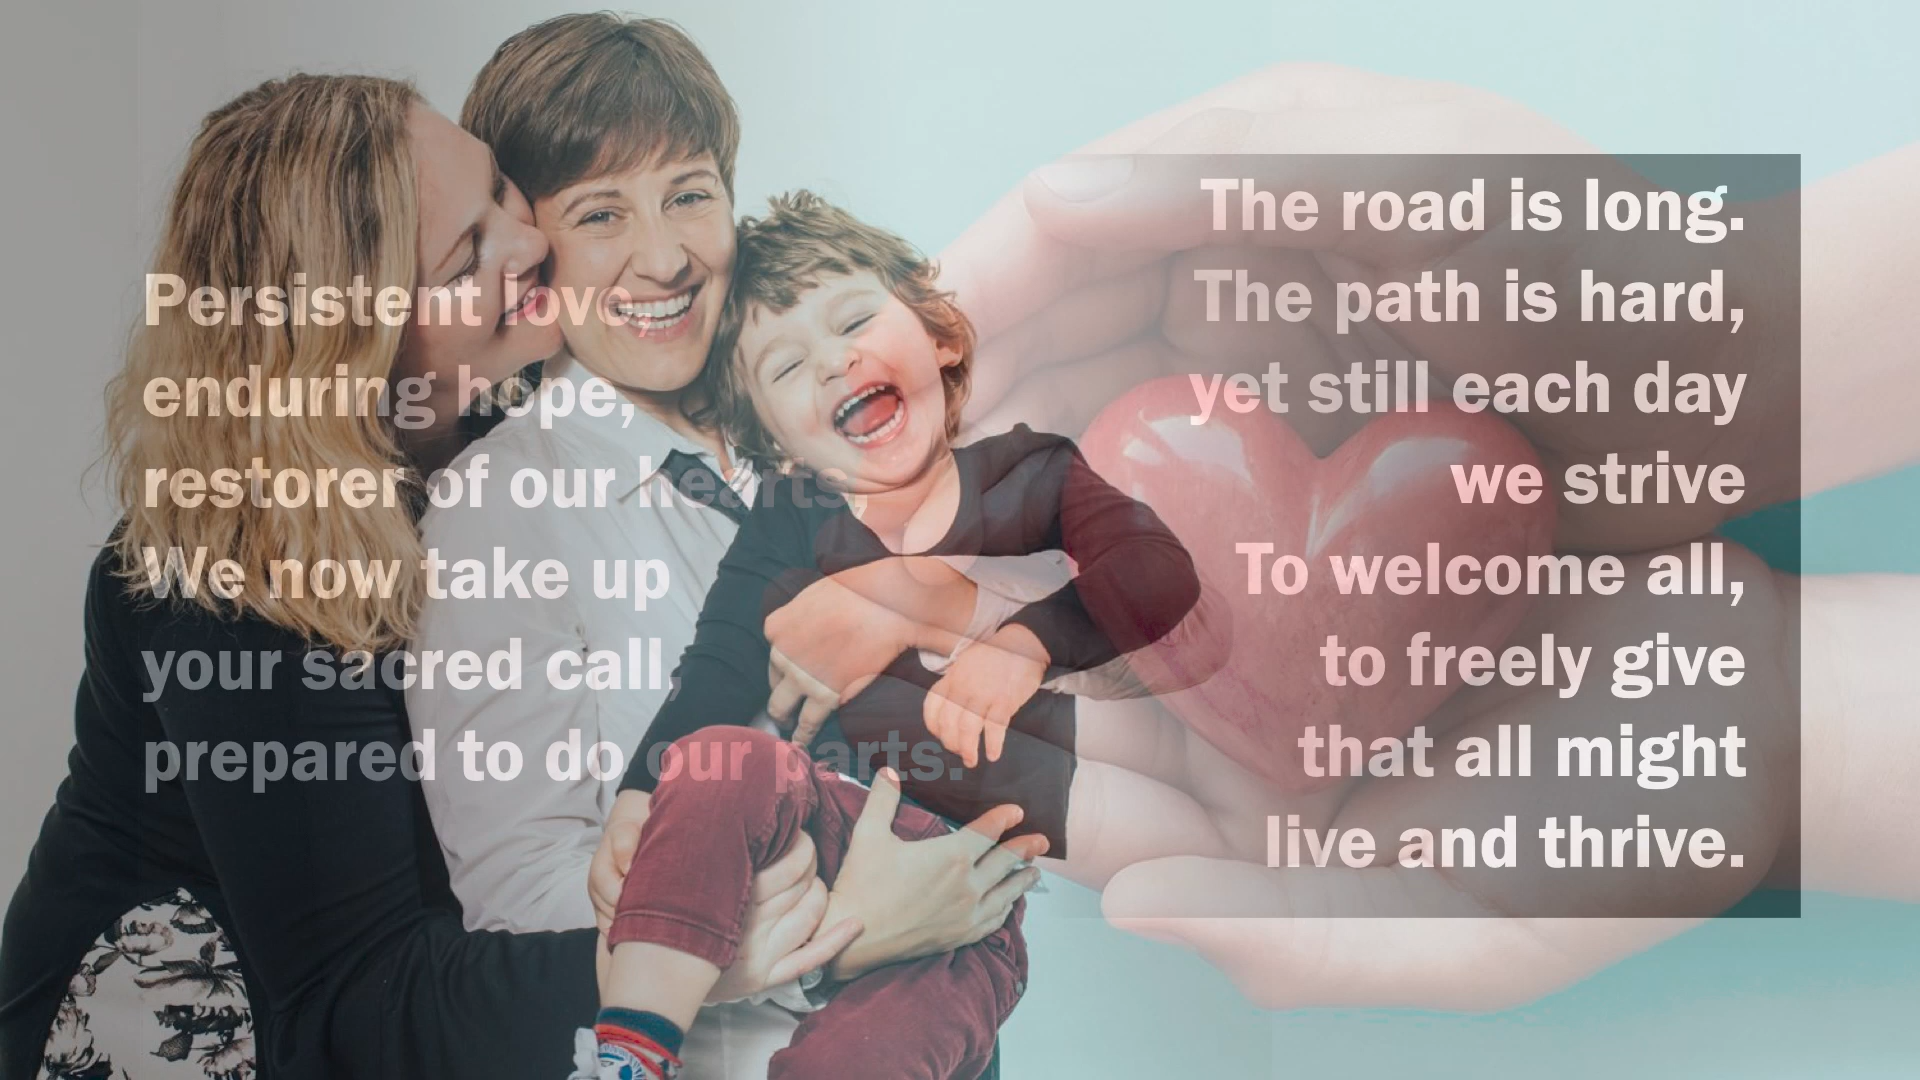 Persistent love,
enduring hope,
restorer of our hearts,
We now take up
your sacred call,
prepared to do our parts.
The road is long.
The path is hard,
yet still each day
we strive
To welcome all,
to freely give
that all might
live and thrive.